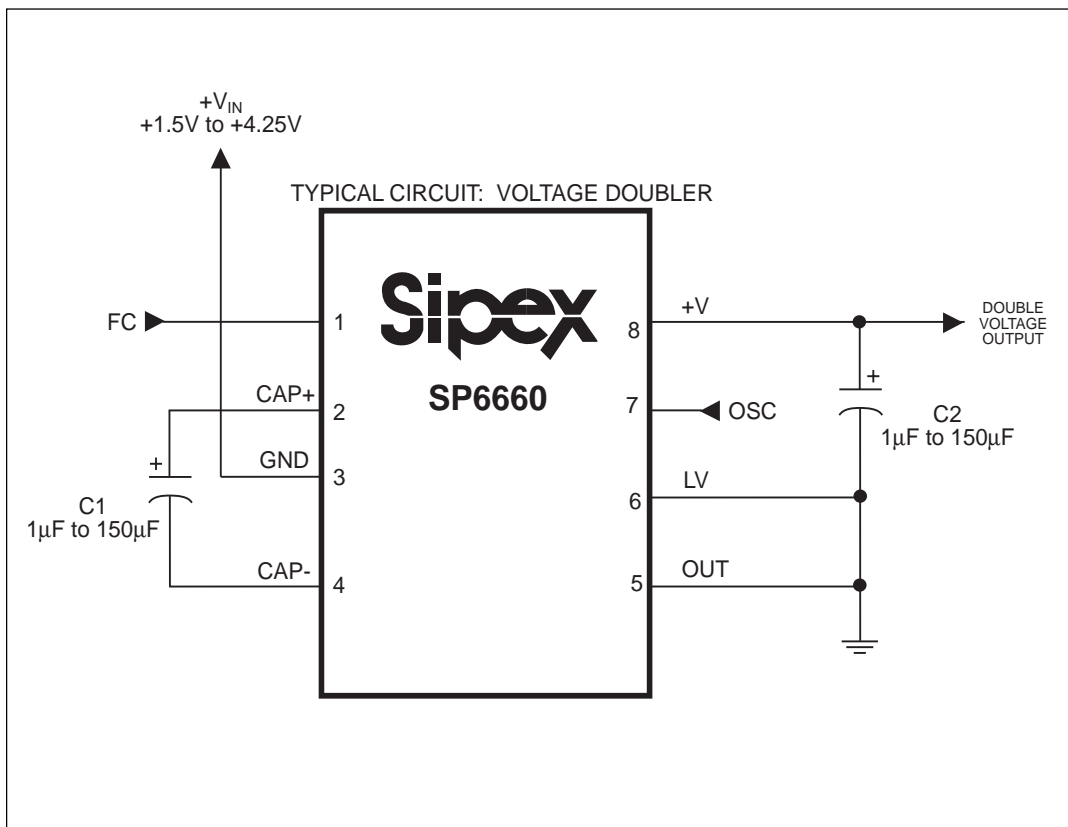 +VIN
+1.5V to +4.25V
TYPICAL CIRCUIT: VOLTAGE DOUBLER
Sipex
SP6660
FC
1
CAP+
2
GND
3
CAP-
4
+
C1
1μF to 150μF
+V
8
DOUBLE
VOLTAGE
OUTPUT
7
OSC
+
C2
1μF to 150μF
LV
6
OUT
5